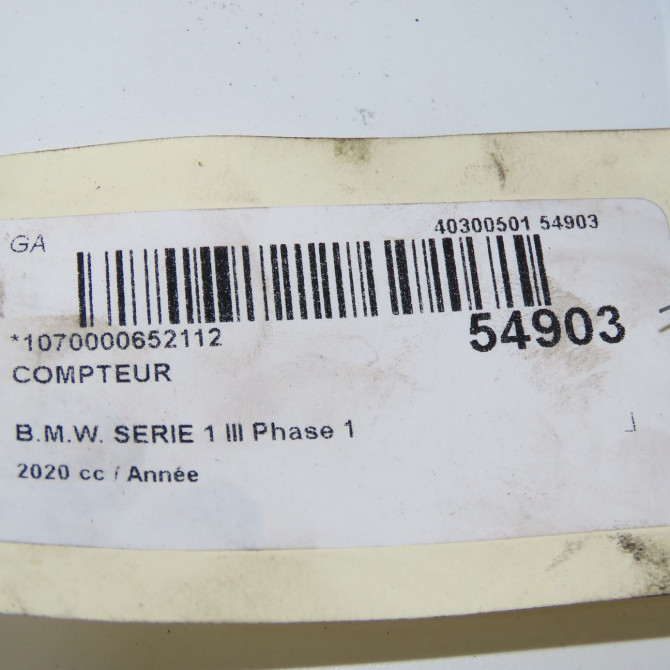 GA
40300501 54903
*1070000652112
54903
COMPTEUR
B.M.W. SERIE 1 III Phase 1
2020 cc / Année